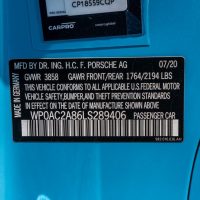 CP18559CQP
CARPRO
MFD BY DR. ING. H.C. F. PORSCHE AG 07/20
GVWR 3858 GAWR FRONT/REAR 1764/2194 LBS
THIS VEHICLE CONFORMS TO ALL
APPLICABLE U.S. FEDERAL MOTOR
VEHICLE SAFETY, BUMPER, AND
THEFT PREVENTION STANDARDS IN
EFFECT ON THE DATE OF
MANUFACTURE SHOWN ABOVE.
WP0AC2A86LS289406
PASSENGER CAR
MADE IN GERMANY